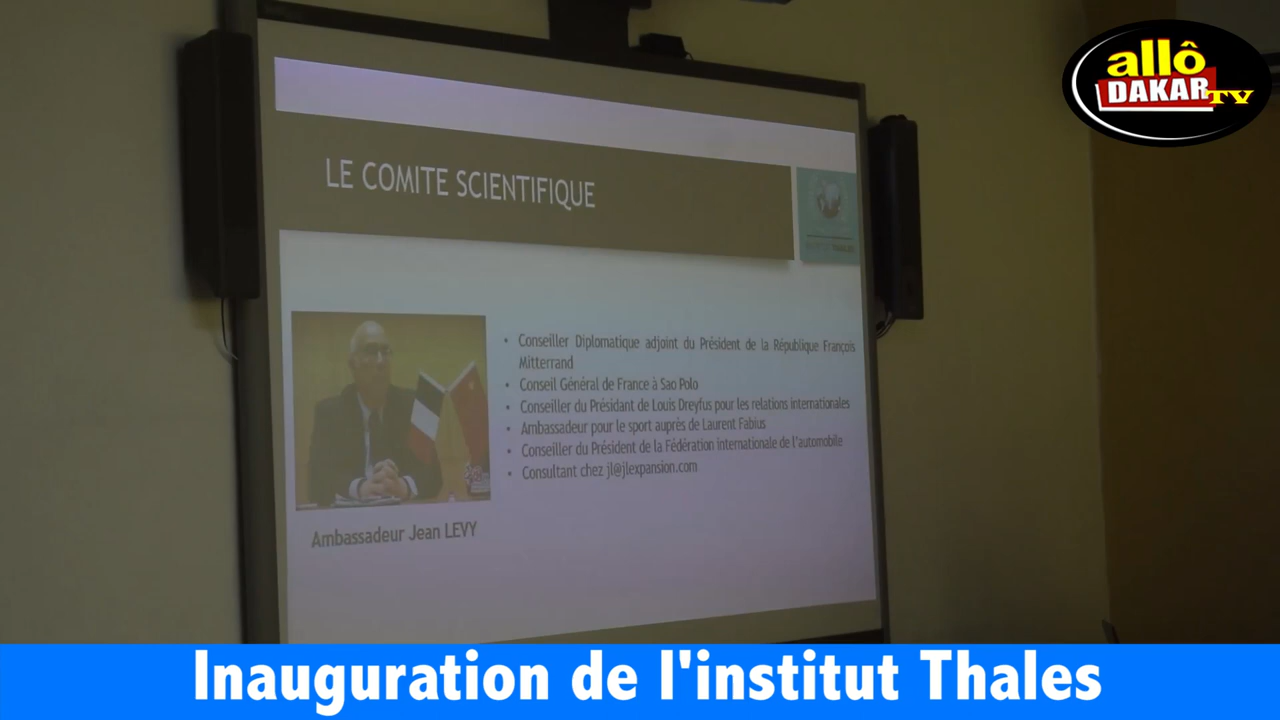 allô
DAKAR TV
LE COMITE SCIENTIFIQUE
• Conseiller Diplomatique adjoint du Président de la République François
Mitterrand
• Conseil Général de France à Sao Polo
• Conseiller du Présidant de Louis Dreyfus pour les relations internationales
• Ambassadeur pour le sport auprès de Laurent Fabius
• Conseiller du Président de la Fédération internationale de l'automobile
• Consultant chez jl@jlexpansion.com
Ambassadeur Jean LEVY
Inauguration de l'institut Thales